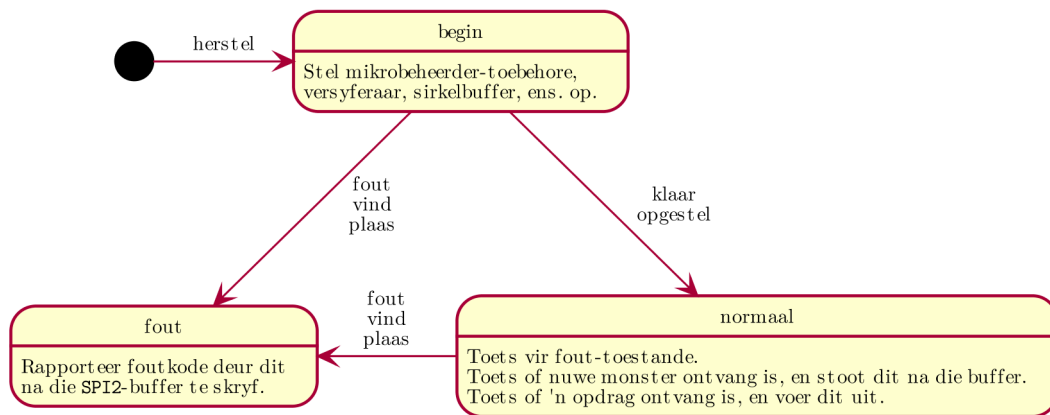 herstel
begin
Stel mikrobeheerder-toebehore,
versyferaar, sirkelbuffer, ens. op.
fout
vind
plaas
klaar
opgestel
fout
vind
plaas
fout
Rapporteer foutkode deur dit
na die SPI2-buffer te skryf.
normaal
Toets vir fout-toestande.
Toets of nuwe monster ontvang is, en stoot dit na die buffer.
Toets of 'n opdrag ontvang is, en voer dit uit.